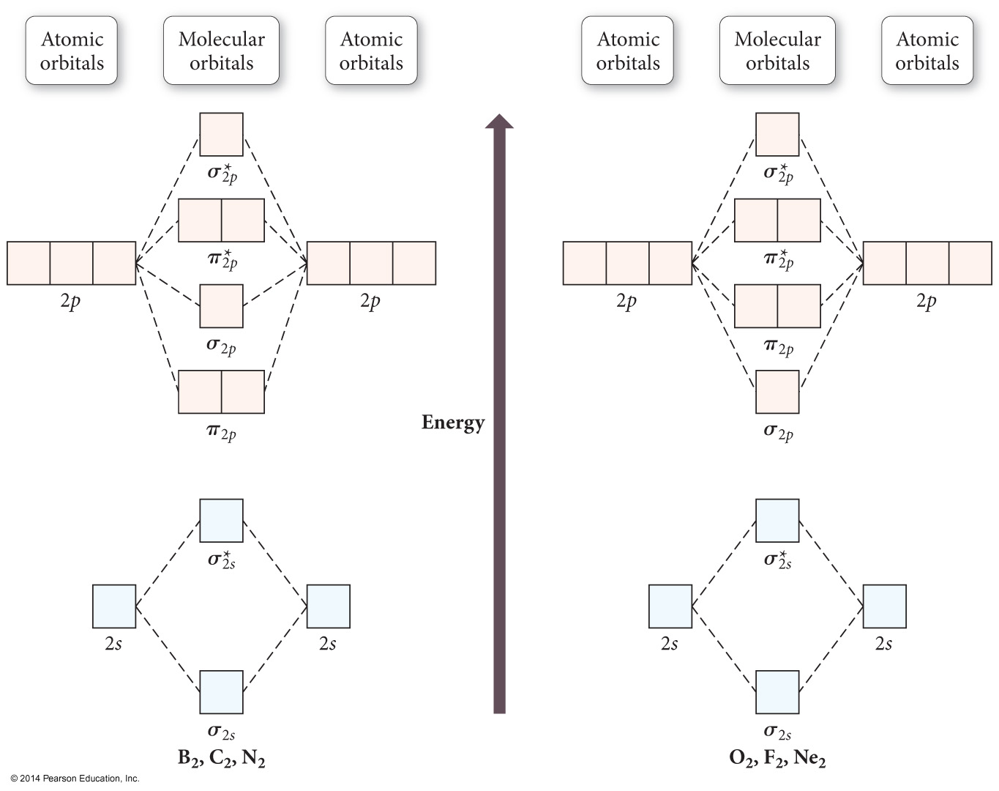 Atomic
orbitals
Molecular
orbitals
Atomic
orbitals
σ*2p
π*2p
2p
2p
σ2p
π2p
σ*2s
2s
2s
σ2s
B2, C2, N2
Energy
Atomic
orbitals
Molecular
orbitals
Atomic
orbitals
σ*2p
π*2p
2p
2p
π2p
σ2p
σ*2s
2s
2s
σ2s
O2, F2, Ne2
© 2014 Pearson Education, Inc.